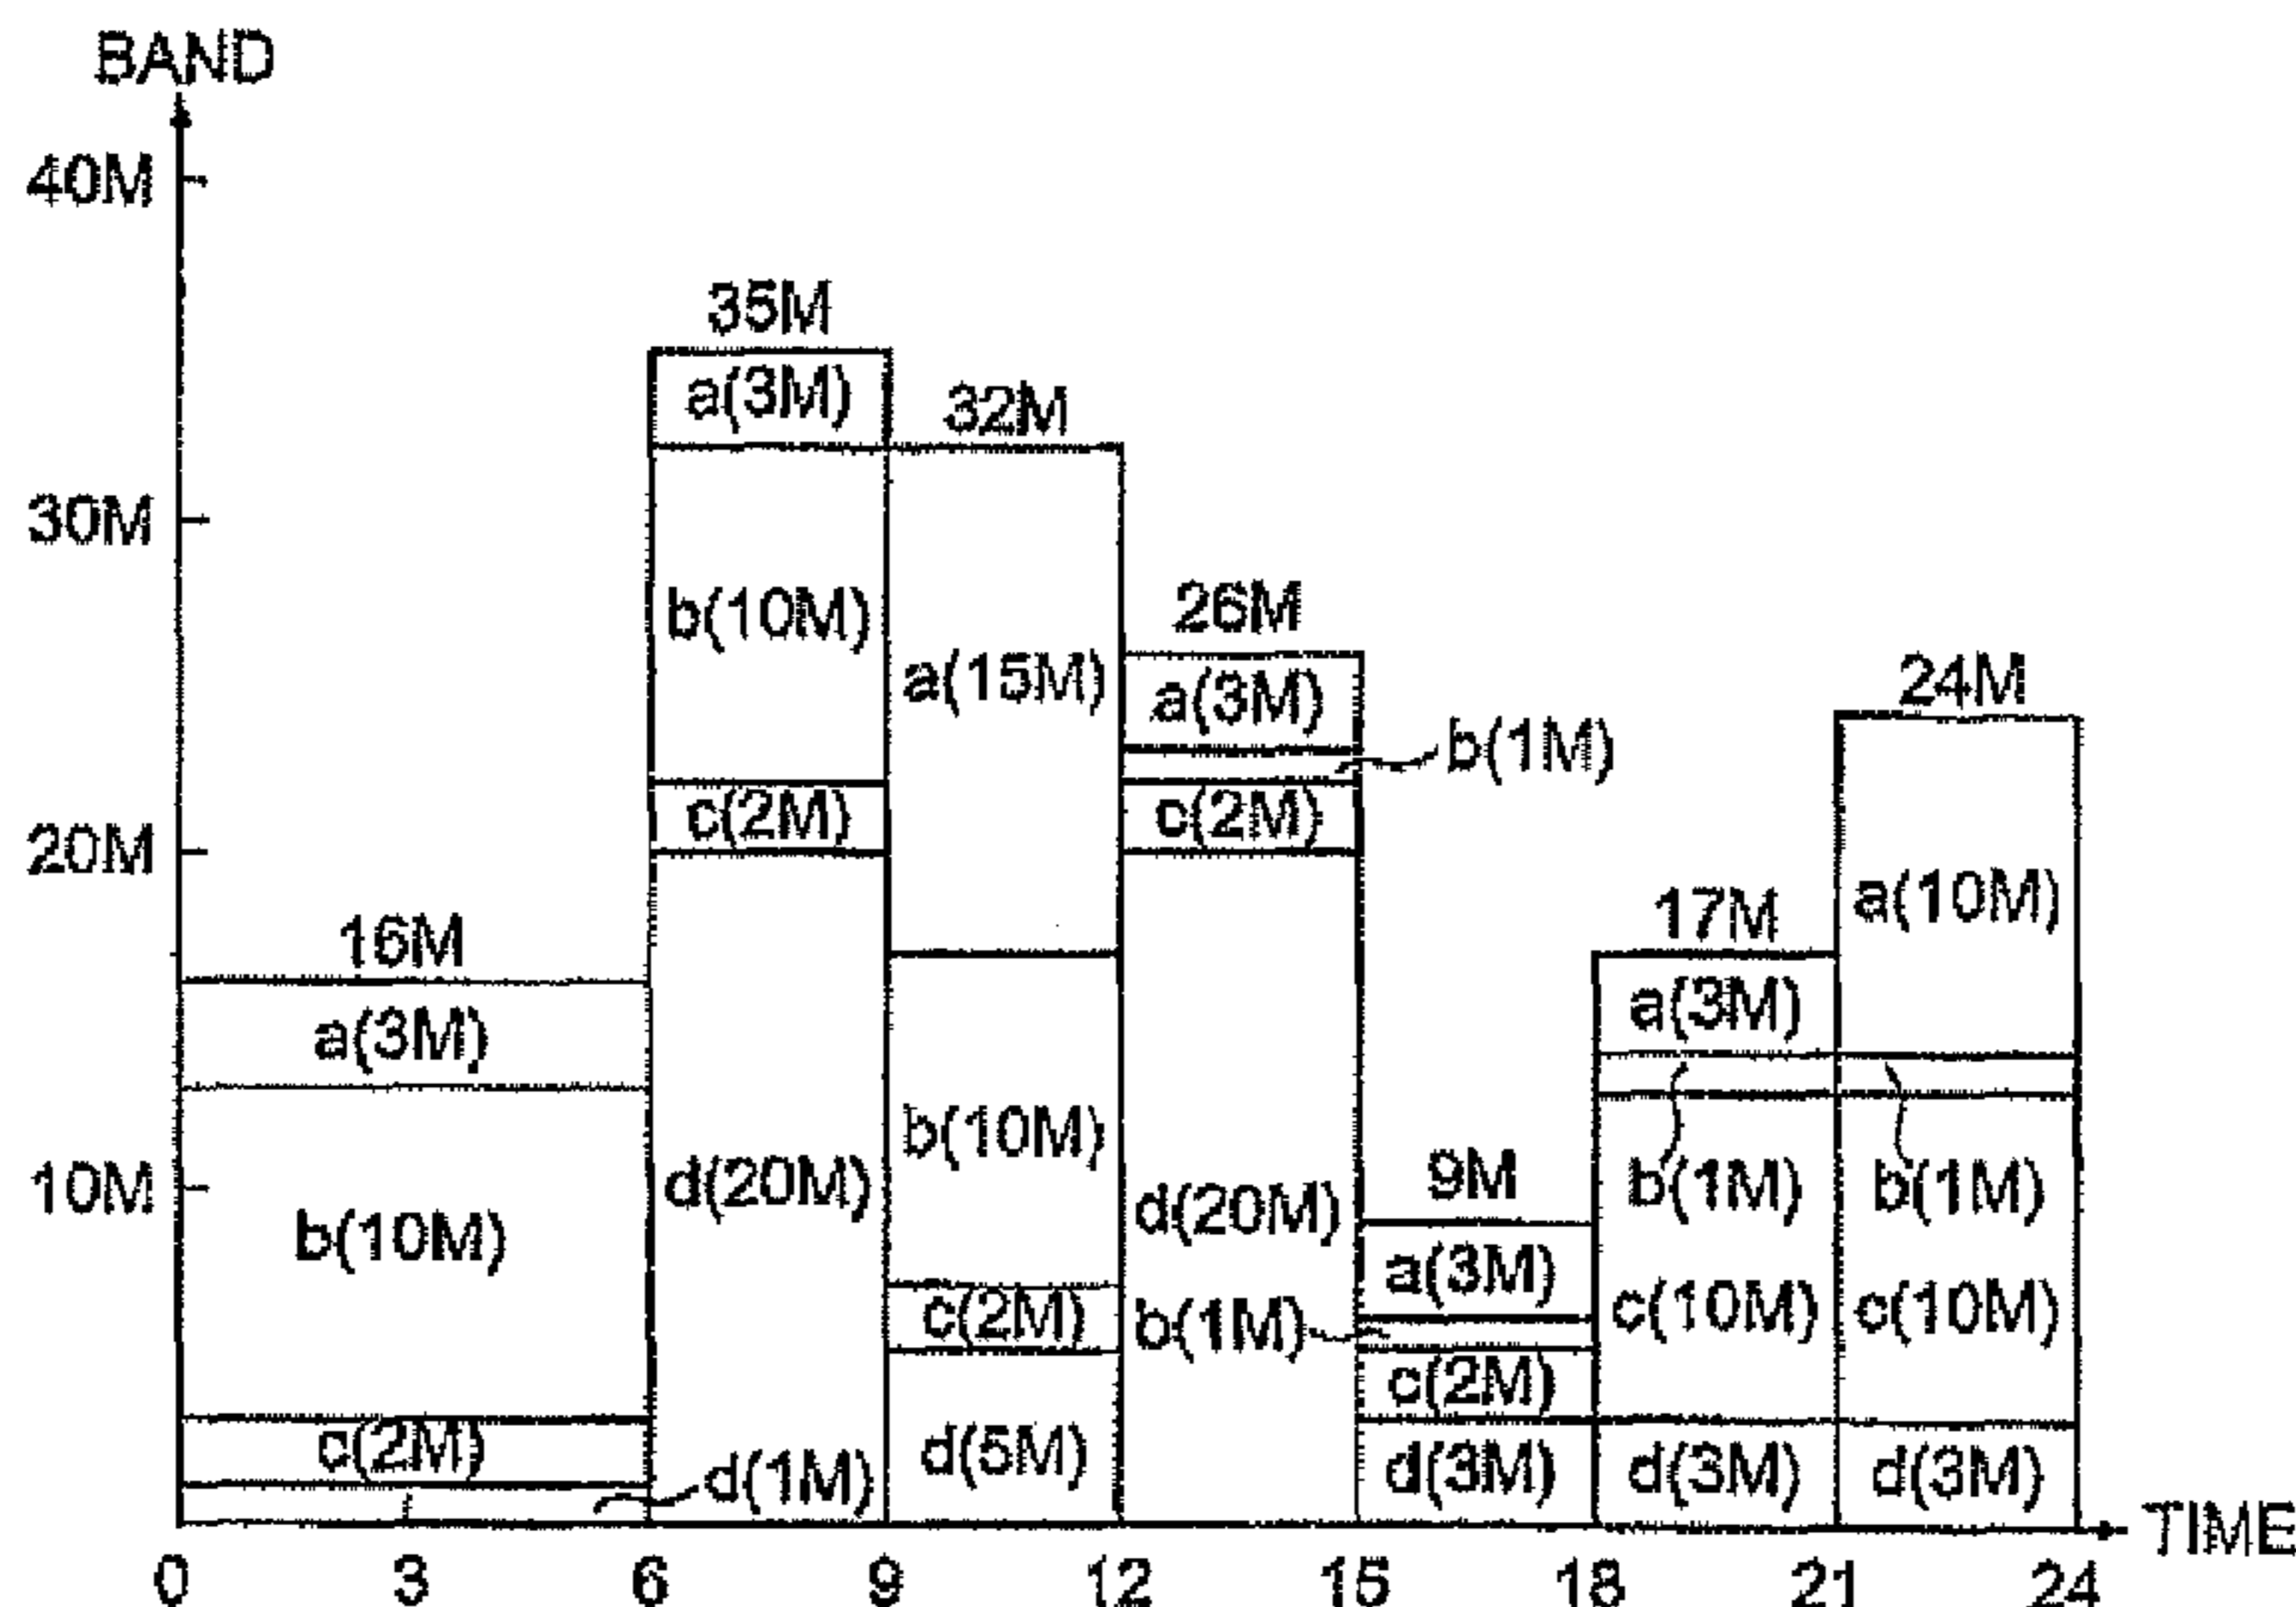 BAND
40M
35M
a(3M)
32M
30M
b(10M)
26M
a(15M)
24M
a(3M)
b(1M)
c(2M)
c(2M)
20M
17M
a(10M)
16M
a(3M)
a(3M)
b(10M)
9M
10M
d(20M)
d(20M)
b(1M)
b(1M)
b(10M)
a(3M)
c(2M)
b(1M)
c(10M)
c(10M)
c(2M)
c(2M)
d(1M)
d(5M)
d(3M)
d(3M)
d(3M)
TIME
0 3 6 9 12 15 18 21 24